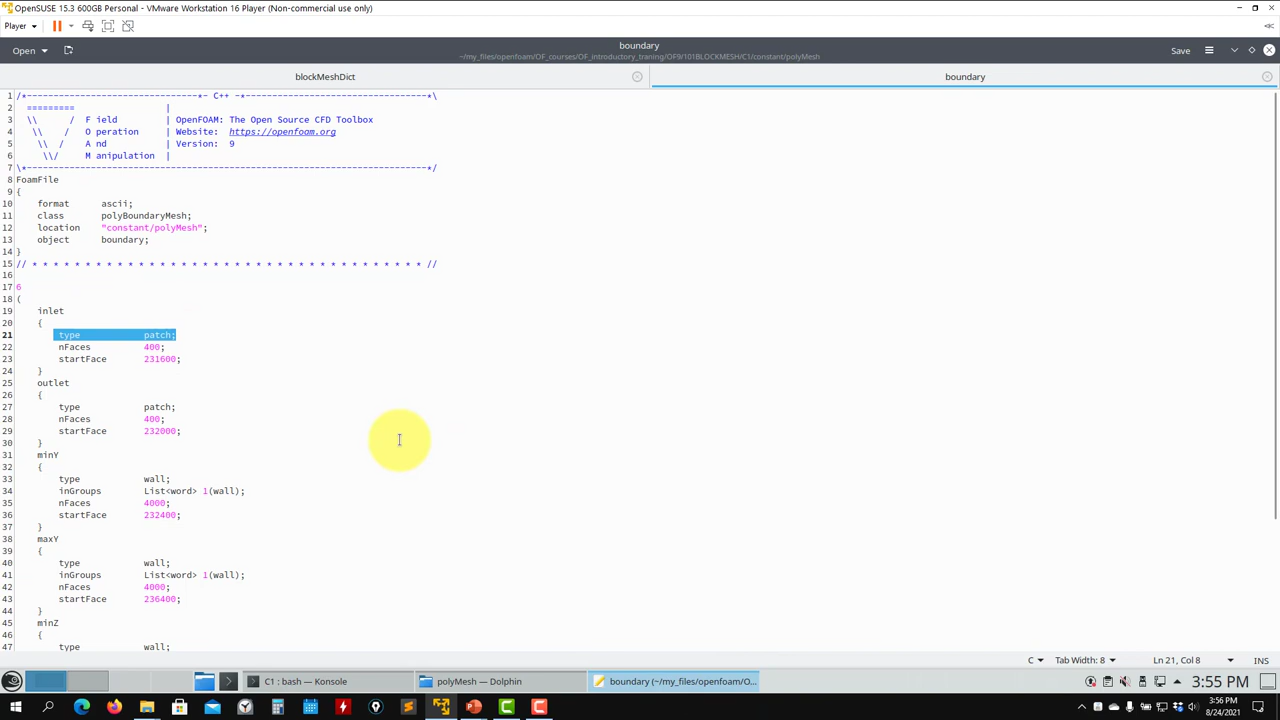 OpenSUSE 15.3 600GB Personal - VMware Workstation 16 Player (Non-commercial use only)
Player
Open
boundary
~/my_files/openfoam/OF_courses/OF_introductory_traning/OF9/101BLOCKMESH/C1/constant/polyMesh
Save
blockMeshDict
boundary
1 /*--------------------------------*- C++ -*----------------------------------*\
2 ========= |
3 \\ / F ield | OpenFOAM: The Open Source CFD Toolbox
4 \\ / O peration | Website: https://openfoam.org
5 \\ / A nd | Version: 9
6 \\/ M anipulation |
7 \*---------------------------------------------------------------------------*/
8 FoamFile
9 {
10 format ascii;
11 class polyBoundaryMesh;
12 location "constant/polyMesh";
13 object boundary;
14 }
15 // * * * * * * * * * * * * * * * * * * * * * * * * * * * * * * * * * * * * * //
16
17 6
18 (
19 inlet
20 {
21 type patch;
22 nFaces 400;
23 startFace 231600;
24 }
25 outlet
26 {
27 type patch;
28 nFaces 400;
29 startFace 232000;
30 }
31 minY
32 {
33 type wall;
34 inGroups List<word> 1(wall);
35 nFaces 4000;
36 startFace 232400;
37 }
38 maxY
39 {
40 type wall;
41 inGroups List<word> 1(wall);
42 nFaces 4000;
43 startFace 236400;
44 }
45 minZ
46 {
47 type wall;
C
Tab Width: 8
Ln 21, Col 8
INS
C1 : bash — Konsole
polyMesh — Dolphin
boundary (~/my_files/openfoam/O...
3:55 PM
3:56 PM
8/24/2021